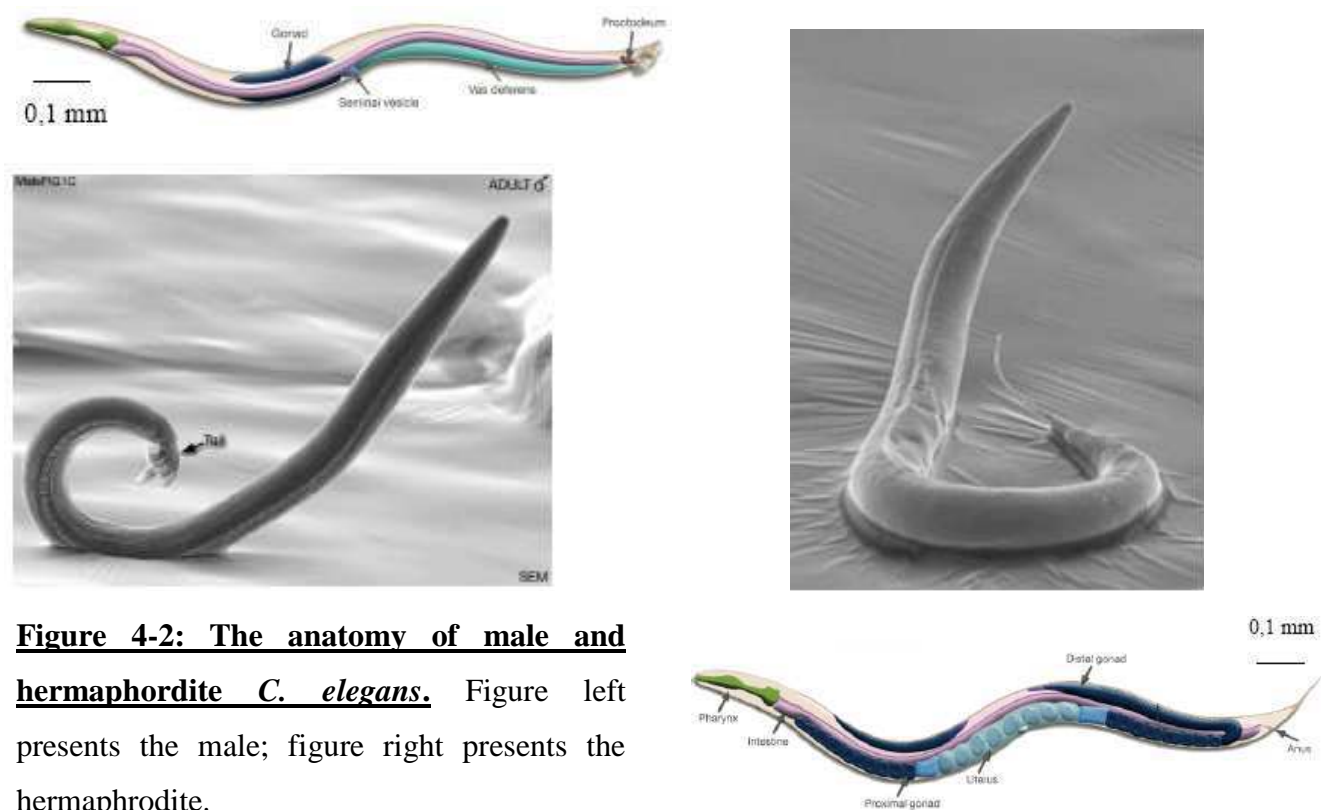 Proctodeum
Gonad
Vas deferens
Seminal vesicle
0,1 mm
ADULT ♂
Tail
SEM
Figure 4-2: The anatomy of male and
hermaphordite C. elegans. Figure left
presents the male; figure right presents the
hermaphrodite.
0,1 mm
Distal gonad
Pharynx
Intestine
Anus
Uterus
Proximal gonad